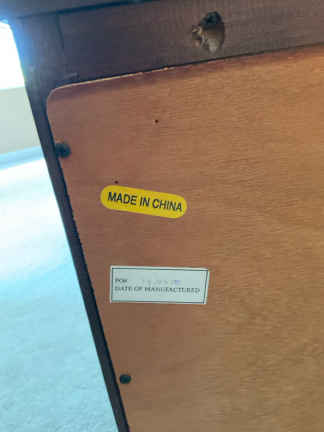 MADE IN CHINA
PO#:
DATE OF MANUFACTURED